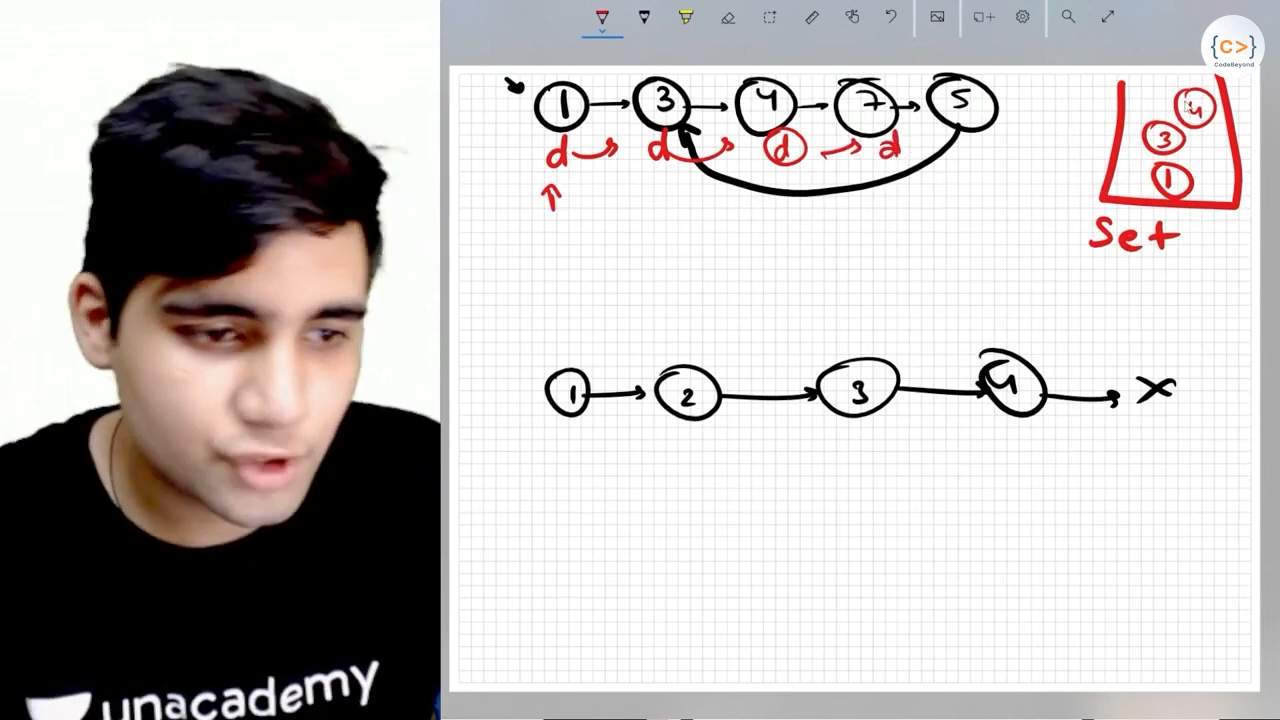 {C>}
CodeBeyond
1 3 4 7 5
4
3
1
d d d d
Set
1 2 3 4 X
unacademy